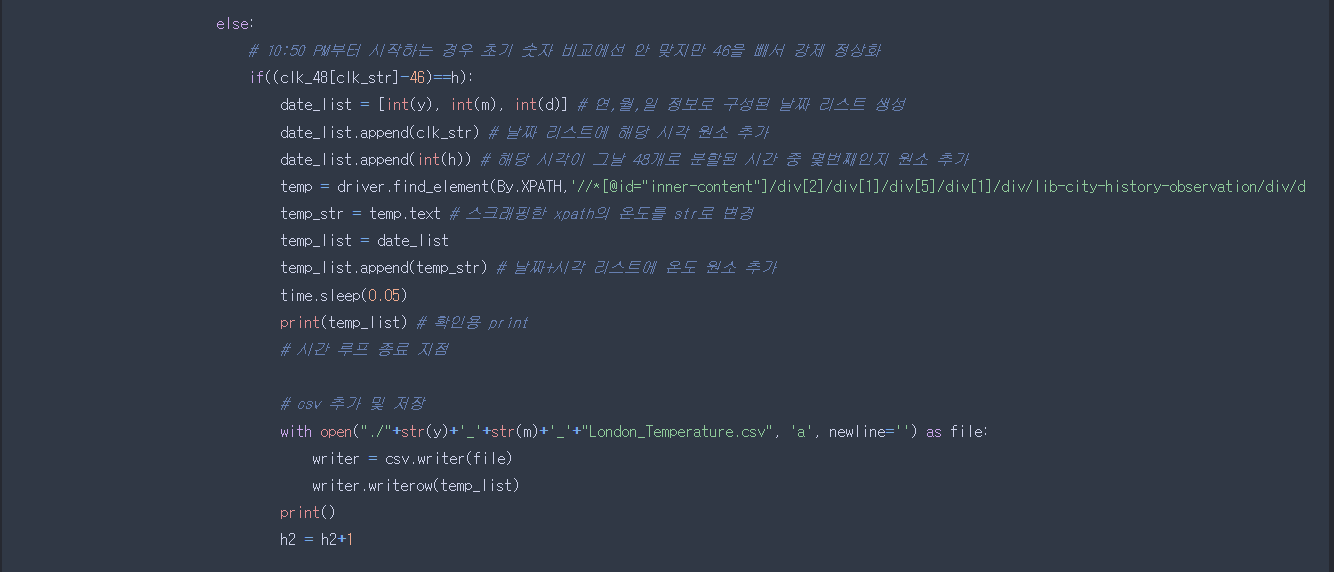 else:
# 10:50 PM부터 시작하는 경우 초기 숫자 비교에선 안 맞지만 46을 빼서 강제 정상화
if((clk_48[clk_str]-46)==h):
date_list = [int(y), int(m), int(d)] # 연,월,일 정보로 구성된 날짜 리스트 생성
date_list.append(clk_str) # 날짜 리스트에 해당 시각 원소 추가
date_list.append(int(h)) # 해당 시각이 그날 48개로 분할된 시간 중 몇번째인지 원소 추가
temp = driver.find_element(By.XPATH,'//*[@id="inner-content"]/div[2]/div[1]/div[5]/div[1]/div/lib-city-history-observation/div/d
temp_str = temp.text # 스크래핑한 xpath의 온도를 str로 변경
temp_list = date_list
temp_list.append(temp_str) # 날짜+시각 리스트에 온도 원소 추가
time.sleep(0.05)
print(temp_list) # 확인용 print
# 시간 루프 종료 지점
# csv 추가 및 저장
with open("./"+str(y)+'_'+str(m)+'_'+"London_Temperature.csv", 'a', newline='') as file:
writer = csv.writer(file)
writer.writerow(temp_list)
print()
h2 = h2+1